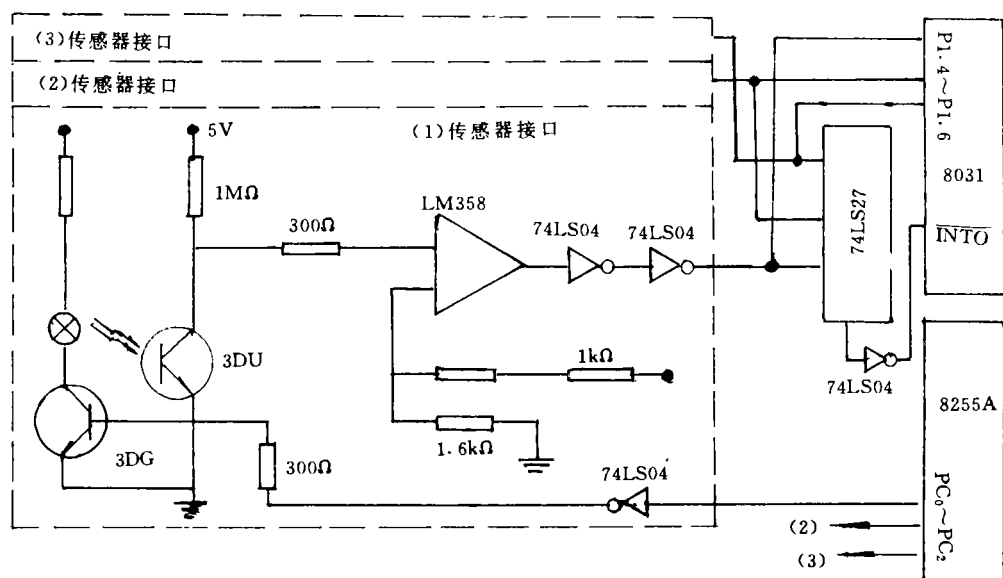 (3)传感器接口
(2)传感器接口
(1)传感器接口
5V
1MΩ
300Ω
LM358
74LS04
74LS04
3DU
3DG
300Ω
1kΩ
1.6kΩ
74LS04
74LS27
74LS04
P1.4～P1.6
8031
INTO
8255A
PC₀～PC₂
(2)
(3)